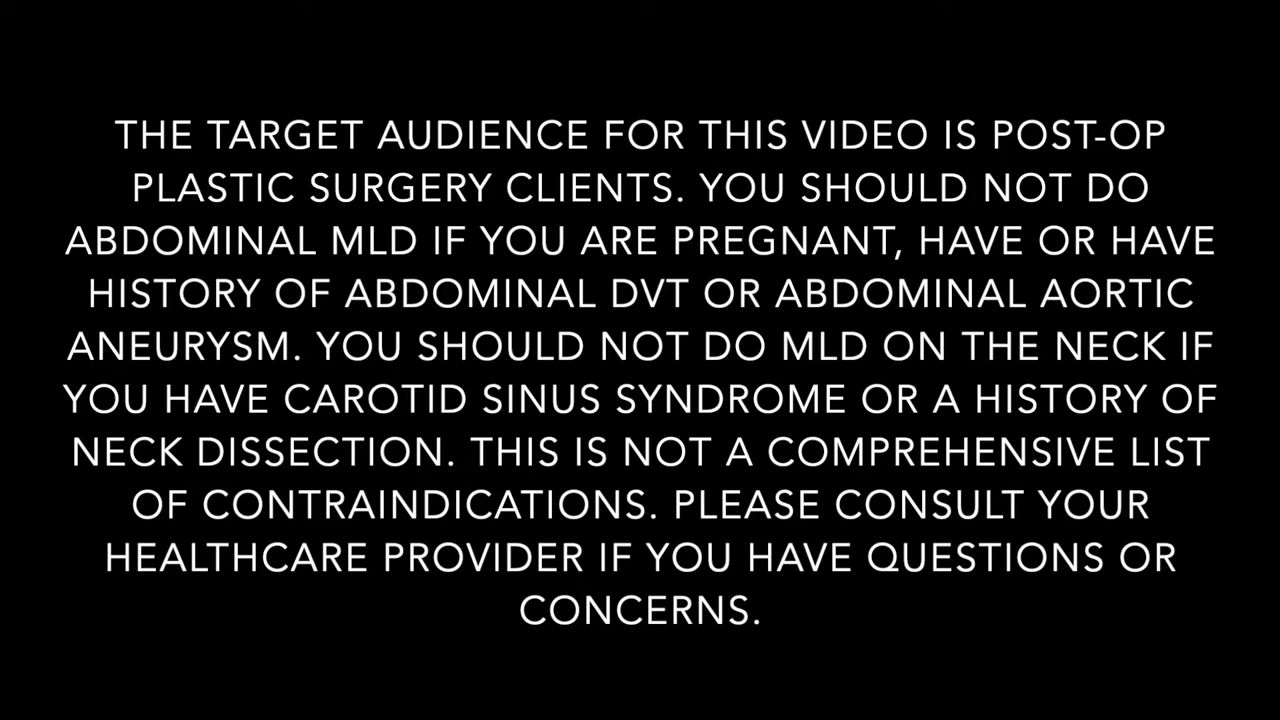 THE TARGET AUDIENCE FOR THIS VIDEO IS POST-OP
PLASTIC SURGERY CLIENTS. YOU SHOULD NOT DO
ABDOMINAL MLD IF YOU ARE PREGNANT, HAVE OR HAVE
HISTORY OF ABDOMINAL DVT OR ABDOMINAL AORTIC
ANEURYSM. YOU SHOULD NOT DO MLD ON THE NECK IF
YOU HAVE CAROTID SINUS SYNDROME OR A HISTORY OF
NECK DISSECTION. THIS IS NOT A COMPREHENSIVE LIST
OF CONTRAINDICATIONS. PLEASE CONSULT YOUR
HEALTHCARE PROVIDER IF YOU HAVE QUESTIONS OR
CONCERNS.